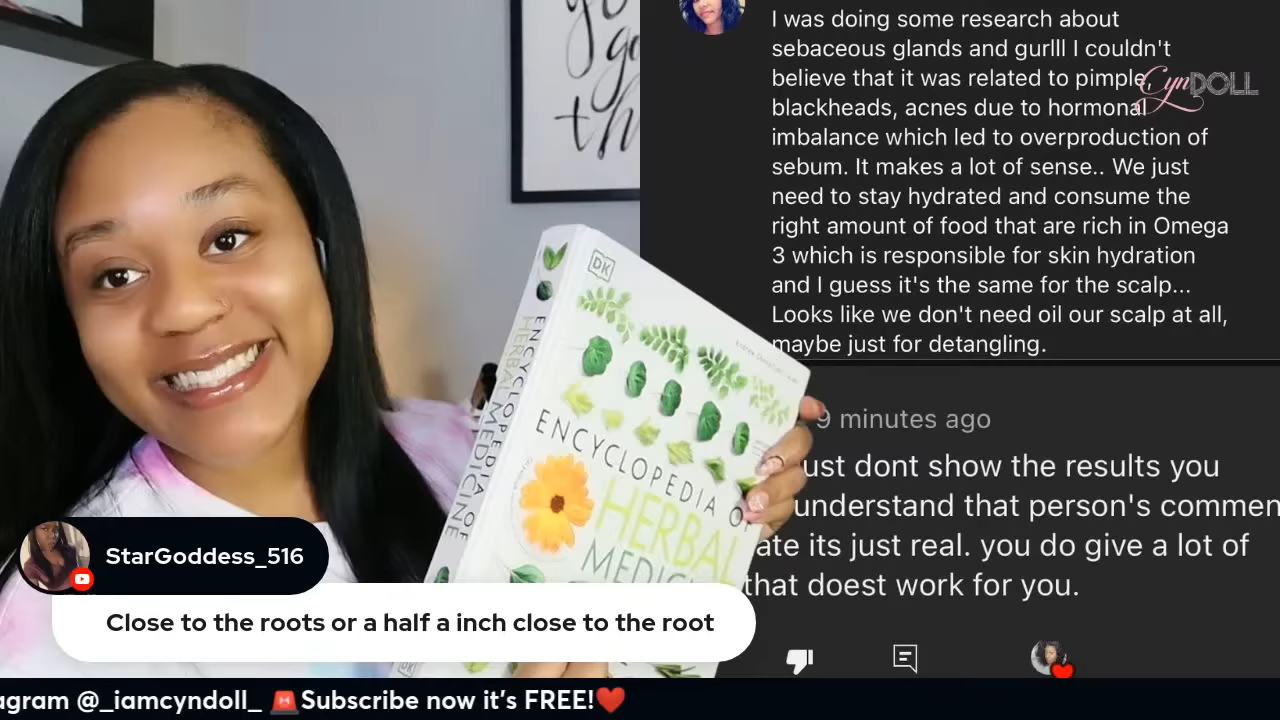 I was doing some research about
sebaceous glands and gurlll I couldn't
believe that it was related to pimple,
blackheads, acnes due to hormonal
imbalance which led to overproduction of
sebum. It makes a lot of sense.. We just
need to stay hydrated and consume the
right amount of food that are rich in Omega
3 which is responsible for skin hydration
and I guess it's the same for the scalp...
Looks like we don't need oil our scalp at all,
maybe just for detangling.
CynDOLL
9 minutes ago
ust dont show the results you
understand that person's commen
ate its just real. you do give a lot of
that doest work for you.
DK
ENCYCLOPEDIA OF
HERBAL
MEDICI
ENCYCLOPEDIA OF
HERBAL MEDICINE
DK
StarGoddess_516
Close to the roots or a half a inch close to the root
agram @_iamcyndoll_ 🚨Subscribe now it's FREE!❤️